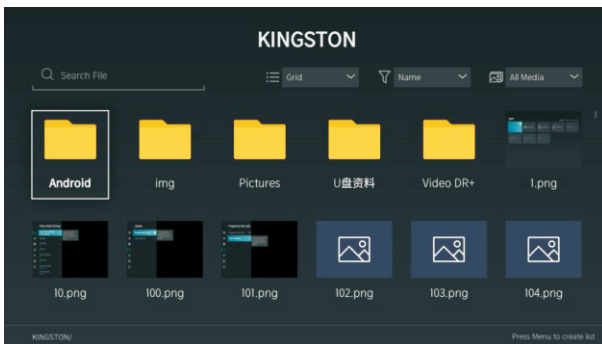 KINGSTON
Search File
Grid
Name
All Media
Android
img
Pictures
U盘资料
Video DR+
1.png
10.png
100.png
101.png
102.png
103.png
104.png
KINGSTON/
Press Menu to create list